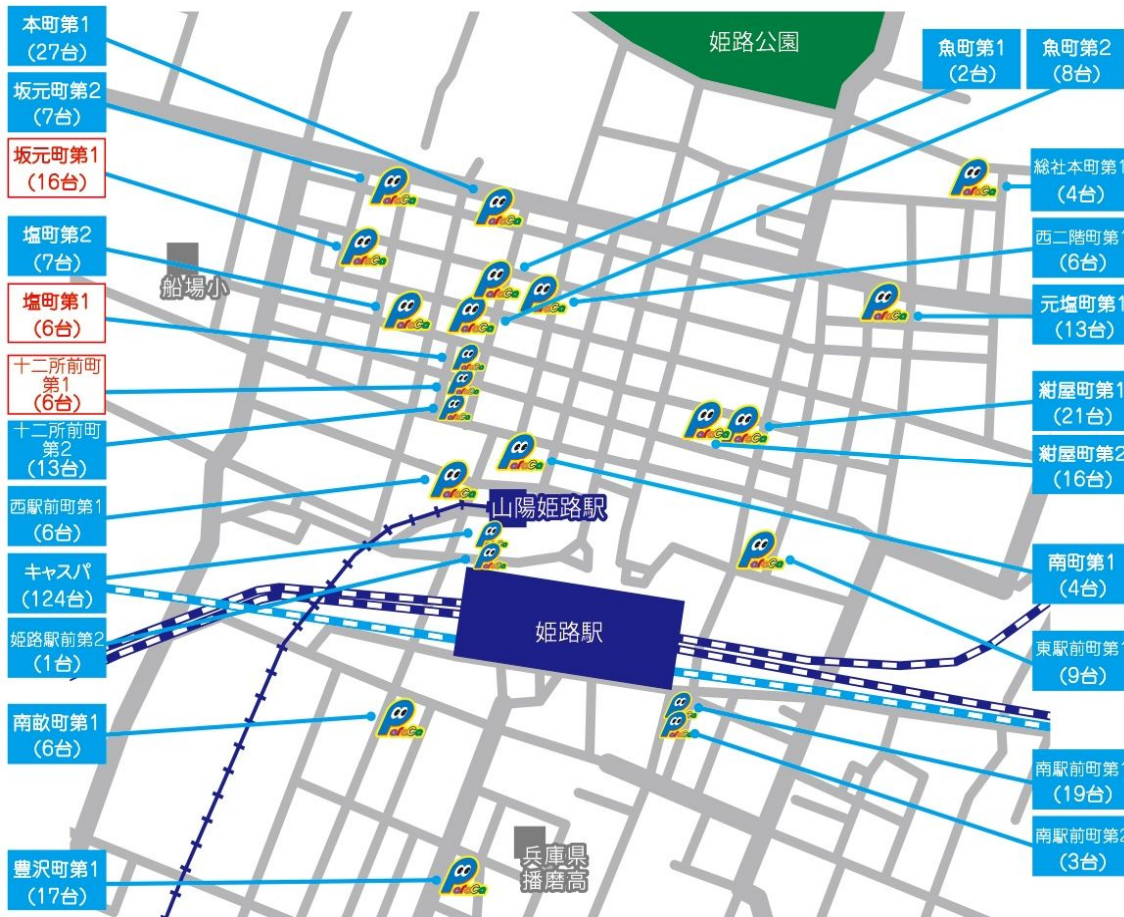 本町第1
(27台)
坂元町第2
(7台)
坂元町第1
(16台)
塩町第2
(7台)
塩町第1
(6台)
十二所前町
第1
(6台)
十二所前町
第2
(13台)
西駅前町第1
(6台)
キャスパ
(124台)
姫路駅前第2
(1台)
南畝町第1
(6台)
豊沢町第1
(17台)
姫路公園
船場小
山陽姫路駅
姫路駅
兵庫県
播磨高
魚町第1
(2台)
魚町第2
(8台)
総社本町第1
(4台)
西二階町第1
(6台)
元塩町第1
(13台)
紺屋町第1
(21台)
紺屋町第2
(16台)
南町第1
(4台)
東駅前町第1
(9台)
南駅前町第1
(19台)
南駅前町第2
(3台)